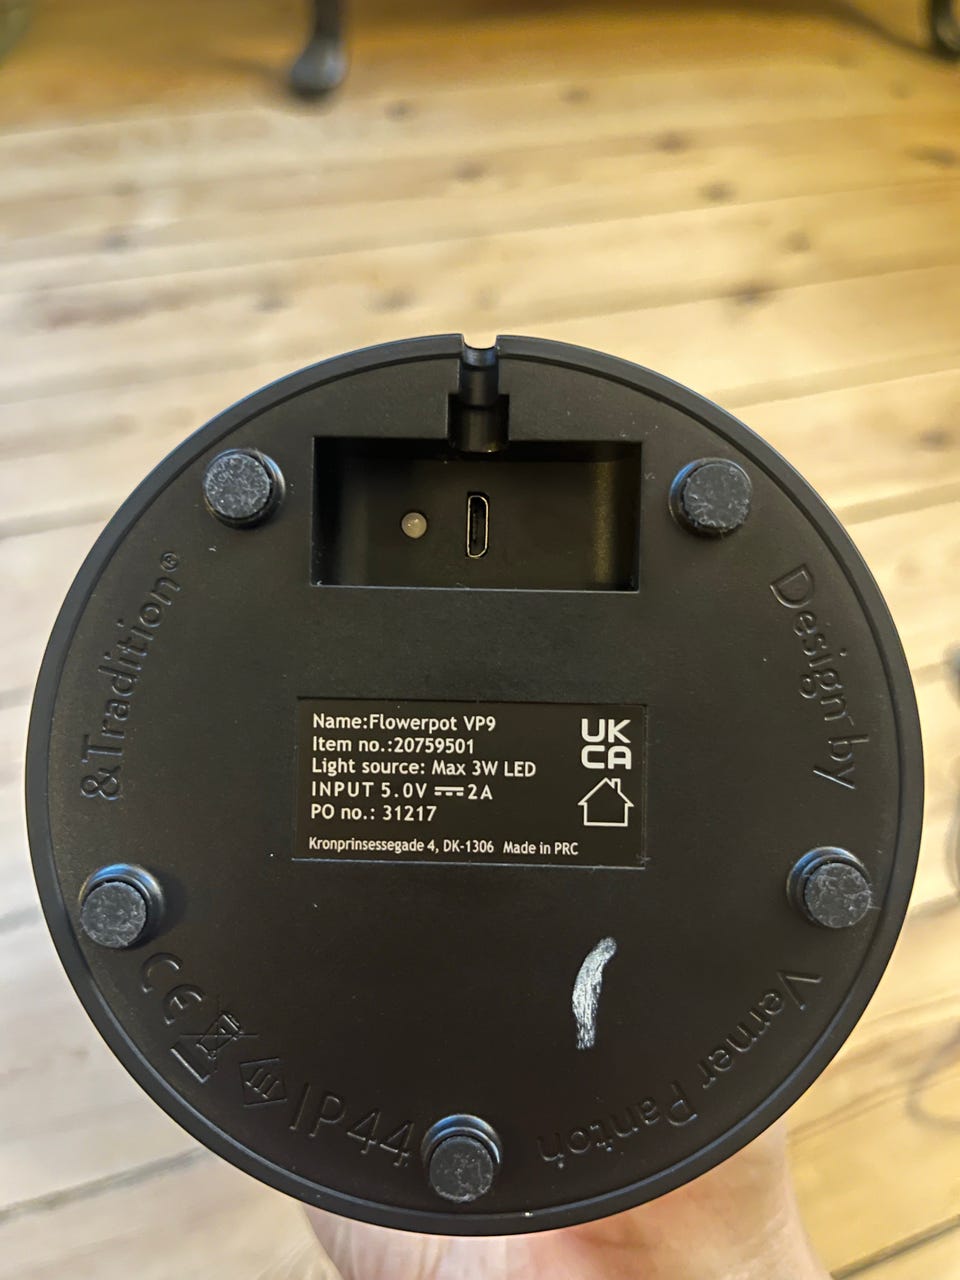 &Tradition®
Design by
Name:Flowerpot VP9
Item no.:20759501
Light source: Max 3W LED
INPUT 5.0V ⎓ 2A
PO no.: 31217
Kronprinsessegade 4, DK-1306 Made in PRC
UK
CA
CE
IP44
Verner Panton